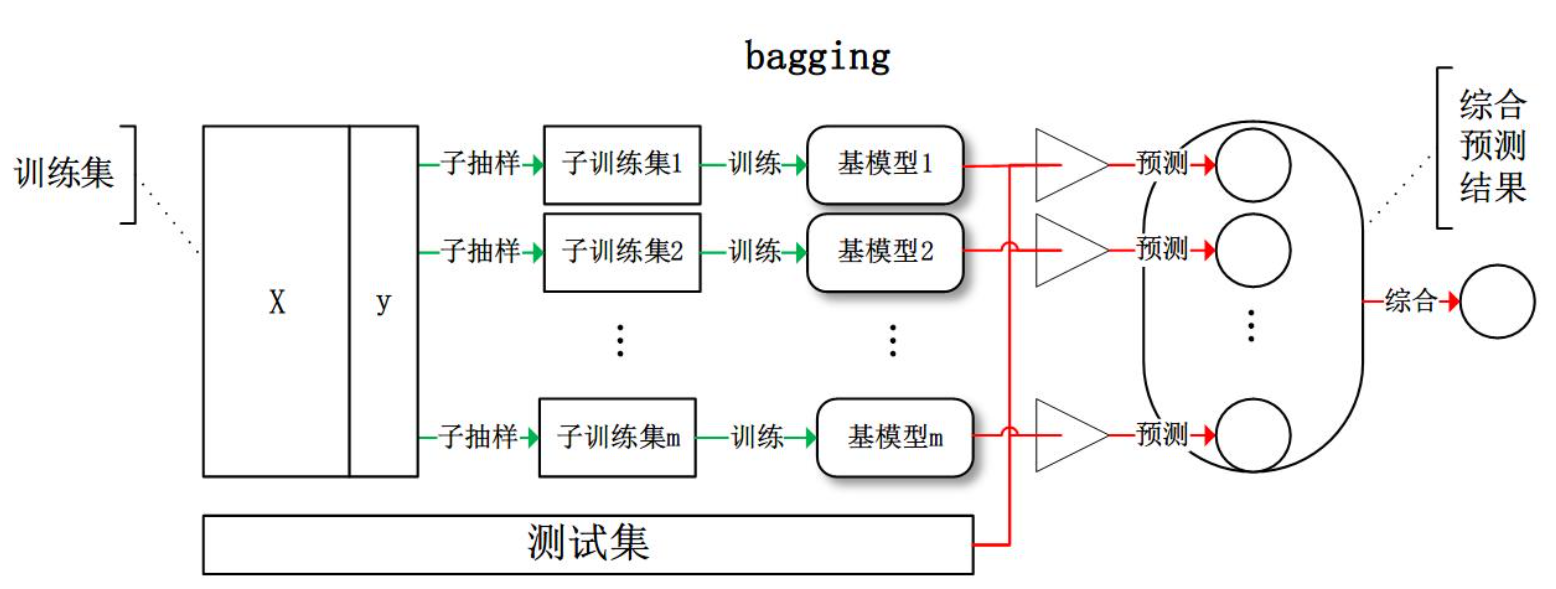 bagging
训练集
X
y
子抽样
子训练集1
训练
基模型1
预测
综合
预测
结果
子抽样
子训练集2
训练
基模型2
预测
综合
子抽样
子训练集m
训练
基模型m
预测
测试集